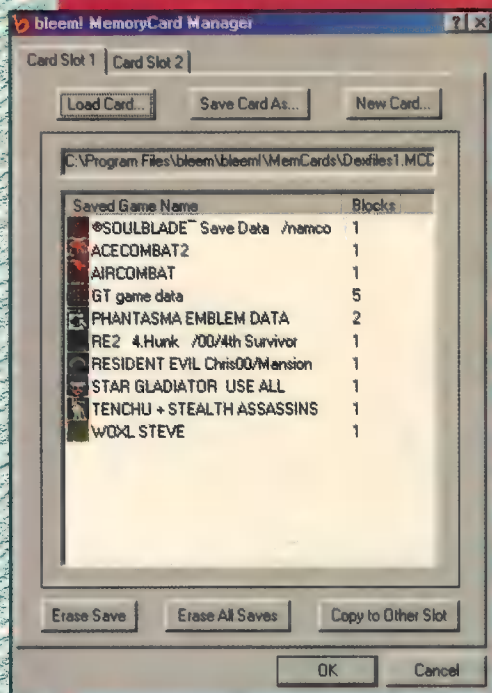 bleem! MemoryCard Manager
Card Slot 1 Card Slot 2
Load Card... Save Card As... New Card...
C:\Program Files\bleem\bleem!\MemCards\Dexfiles1.MCD
Saved Game Name Blocks
®SOULBLADE™ Save Data /namco 1
ACECOMBAT2 1
AIRCOMBAT 1
GT game data 5
PHANTASMA EMBLEM DATA 2
RE2 4.Hunk /00/4th Survivor 1
RESIDENT EVIL Chris00/Mansion 1
STAR GLADIATOR USE ALL 1
TENCHU + STEALTH ASSASSINS 1
WOXL STEVE 1
Erase Save Erase All Saves Copy to Other Slot
OK Cancel